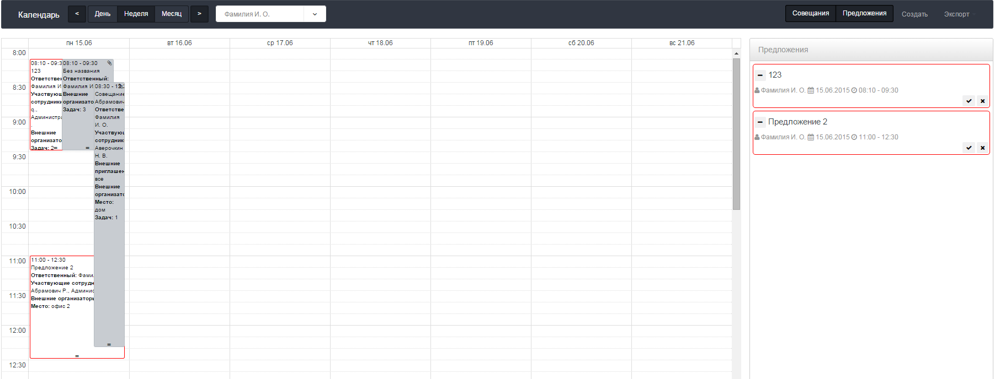 Календарь < День Неделя Месяц > Фамилия И. О. Совещания Предложения Создать Экспорт
пн 15.06 вт 16.06 ср 17.06 чт 18.06 пт 19.06 сб 20.06 вс 21.06
8:00
8:30
9:00
9:30
10:00
10:30
11:00
11:30
12:00
12:30
08:10 - 09:3
123
Ответствен
Фамилия И
Участвующ
сотрудники
q.,
Администра
.
Внешние
организато
Задач: 2=
08:10 - 09:30
Без названия
Ответственный:
Фамилия И
Внешние
организато
Задач: 3
=
08:30 - 12:2
Совещание
Абрамович
Ответстве
Фамилия
И. О.
Участвующ
сотрудники
Аверочкин
Н. В.
Внешние
приглашен
все
Внешние
организато
Место:
дом
Задач: 1
=
11:00 - 12:30
Предложение 2
Ответственный: Фамил
Участвующие сотрудн
Абрамович Р., Админис
Внешние организаторы
Место: офис 2
=
Предложения
123
Фамилия И. О. 15.06.2015 08:10 - 09:30
Предложение 2
Фамилия И. О. 15.06.2015 11:00 - 12:30